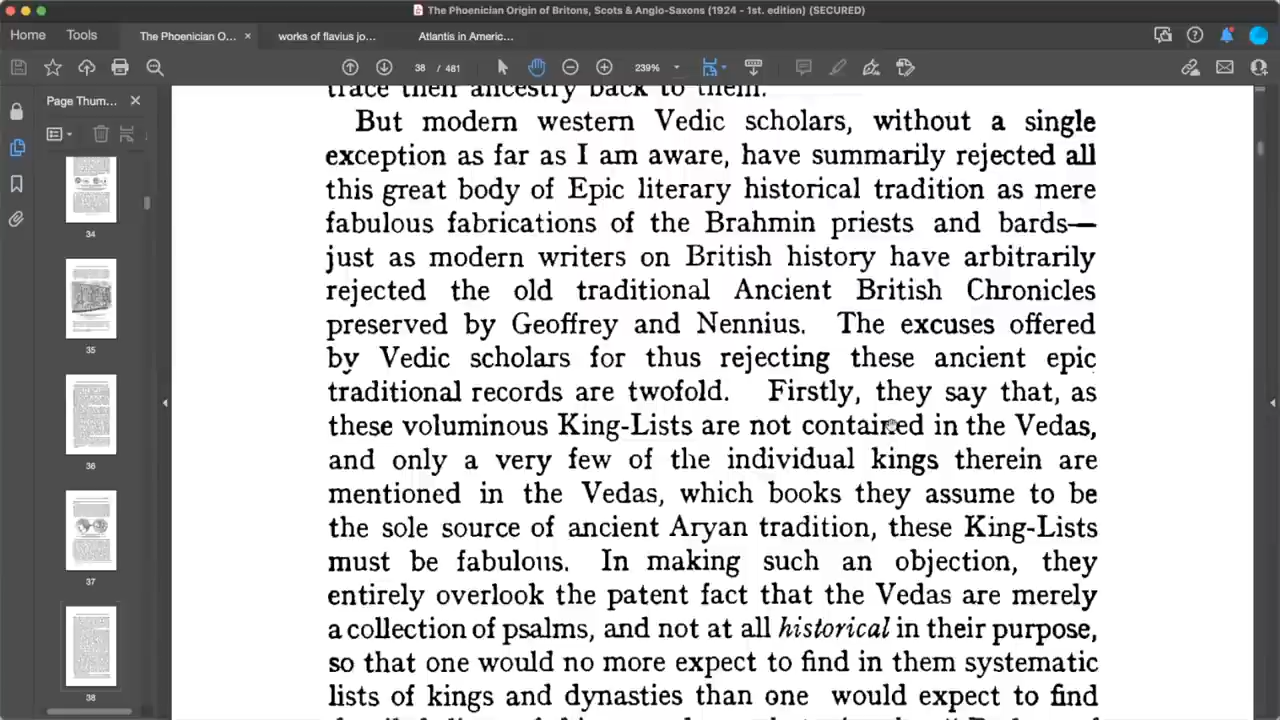 The Phoenician Origin of Britons, Scots & Anglo-Saxons (1924 - 1st. edition) (SECURED)
Home Tools The Phoenician O... × works of flavius jo... Atlantis in Americ...
38 / 481 239%
Page Thum... ×
34
35
36
37
38
trace then ancestry back to them.
But modern western Vedic scholars, without a single
exception as far as I am aware, have summarily rejected all
this great body of Epic literary historical tradition as mere
fabulous fabrications of the Brahmin priests and bards—
just as modern writers on British history have arbitrarily
rejected the old traditional Ancient British Chronicles
preserved by Geoffrey and Nennius. The excuses offered
by Vedic scholars for thus rejecting these ancient epic
traditional records are twofold. Firstly, they say that, as
these voluminous King-Lists are not contained in the Vedas,
and only a very few of the individual kings therein are
mentioned in the Vedas, which books they assume to be
the sole source of ancient Aryan tradition, these King-Lists
must be fabulous. In making such an objection, they
entirely overlook the patent fact that the Vedas are merely
a collection of psalms, and not at all historical in their purpose,
so that one would no more expect to find in them systematic
lists of kings and dynasties than one would expect to find